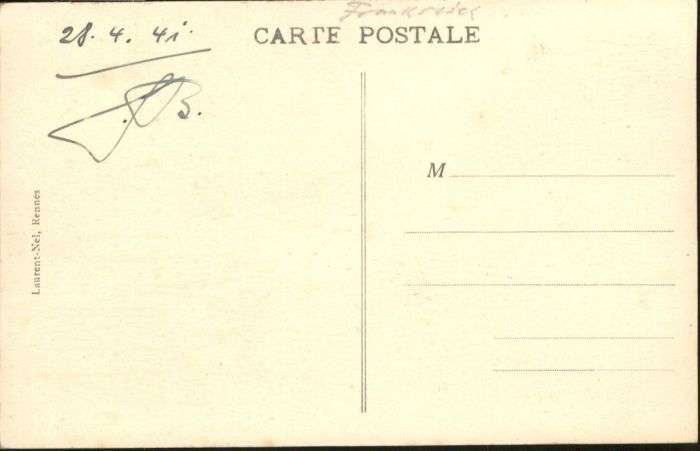 Frankreich
28. 4. 41.
CARTE POSTALE
B.
M
Laurent-Nel, Rennes